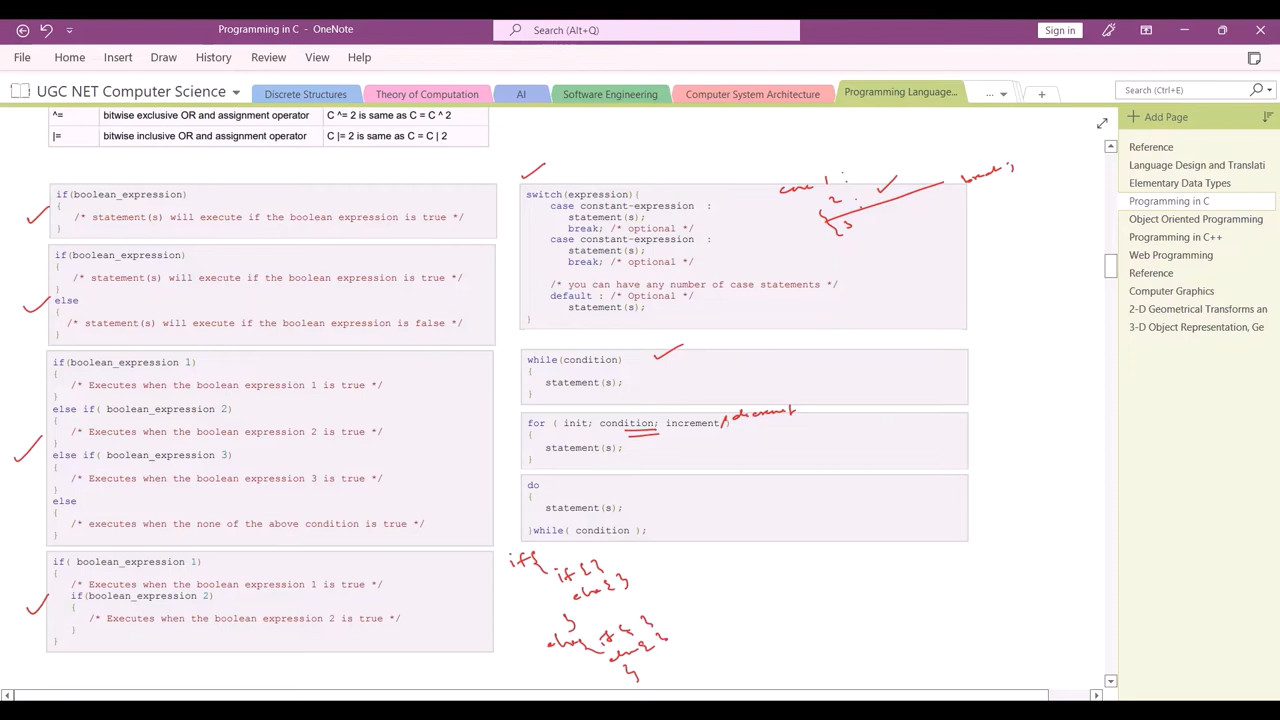 Programming in C - OneNote
Search (Alt+Q)
Sign in
File Home Insert Draw History Review View Help
UGC NET Computer Science
Discrete Structures
Theory of Computation
AI
Software Engineering
Computer System Architecture
Programming Language...
...
Search (Ctrl+E)
^= bitwise exclusive OR and assignment operator C ^= 2 is same as C = C ^ 2
|= bitwise inclusive OR and assignment operator C |= 2 is same as C = C | 2
if(boolean_expression)
{
/* statement(s) will execute if the boolean expression is true */
}
if(boolean_expression)
{
/* statement(s) will execute if the boolean expression is true */
}
else
{
/* statement(s) will execute if the boolean expression is false */
}
if(boolean_expression 1)
{
/* Executes when the boolean expression 1 is true */
}
else if( boolean_expression 2)
{
/* Executes when the boolean expression 2 is true */
}
else if( boolean_expression 3)
{
/* Executes when the boolean expression 3 is true */
}
else
{
/* executes when the none of the above condition is true */
}
if( boolean_expression 1)
{
/* Executes when the boolean expression 1 is true */
if(boolean_expression 2)
{
/* Executes when the boolean expression 2 is true */
}
}
switch(expression){
case constant-expression :
statement(s);
break; /* optional */
case constant-expression :
statement(s);
break; /* optional */
/* you can have any number of case statements */
default : /* Optional */
statement(s);
}
case 1 :
2 :
{
} s
break;
while(condition)
{
statement(s);
}
for ( init; condition; increment/decrement )
{
statement(s);
}
do
{
statement(s);
}while( condition );
if{
if { }
else { }
}
else {
if { }
else { }
}
Add Page
Reference
Language Design and Translati
Elementary Data Types
Programming in C
Object Oriented Programming
Programming in C++
Web Programming
Reference
Computer Graphics
2-D Geometrical Transforms an
3-D Object Representation, Ge